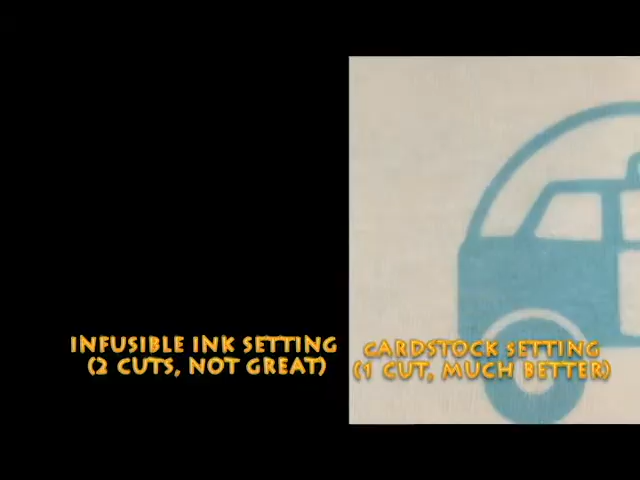 INFUSIBLE INK SETTING
(2 CUTS, NOT GREAT)
CARDSTOCK SETTING
(1 CUT, MUCH BETTER)